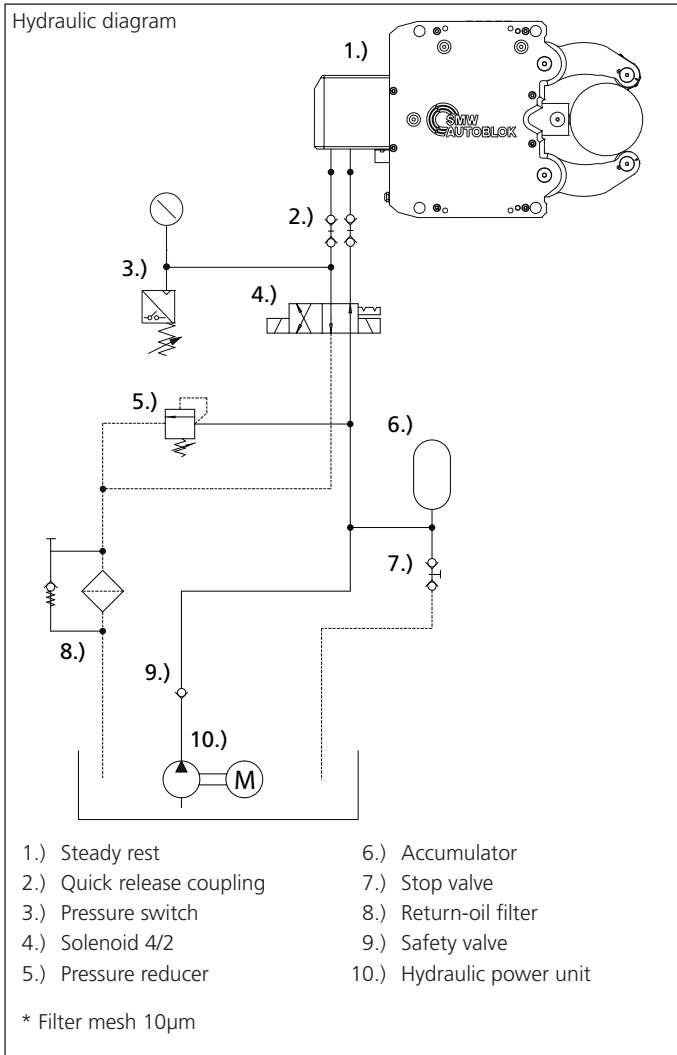 Hydraulic diagram
1.)
SMW
AUTOBLOK
2.)
3.)
4.)
5.)
6.)
7.)
8.)
9.)
10.)
M
1.) Steady rest
2.) Quick release coupling
3.) Pressure switch
4.) Solenoid 4/2
5.) Pressure reducer
6.) Accumulator
7.) Stop valve
8.) Return-oil filter
9.) Safety valve
10.) Hydraulic power unit
* Filter mesh 10µm